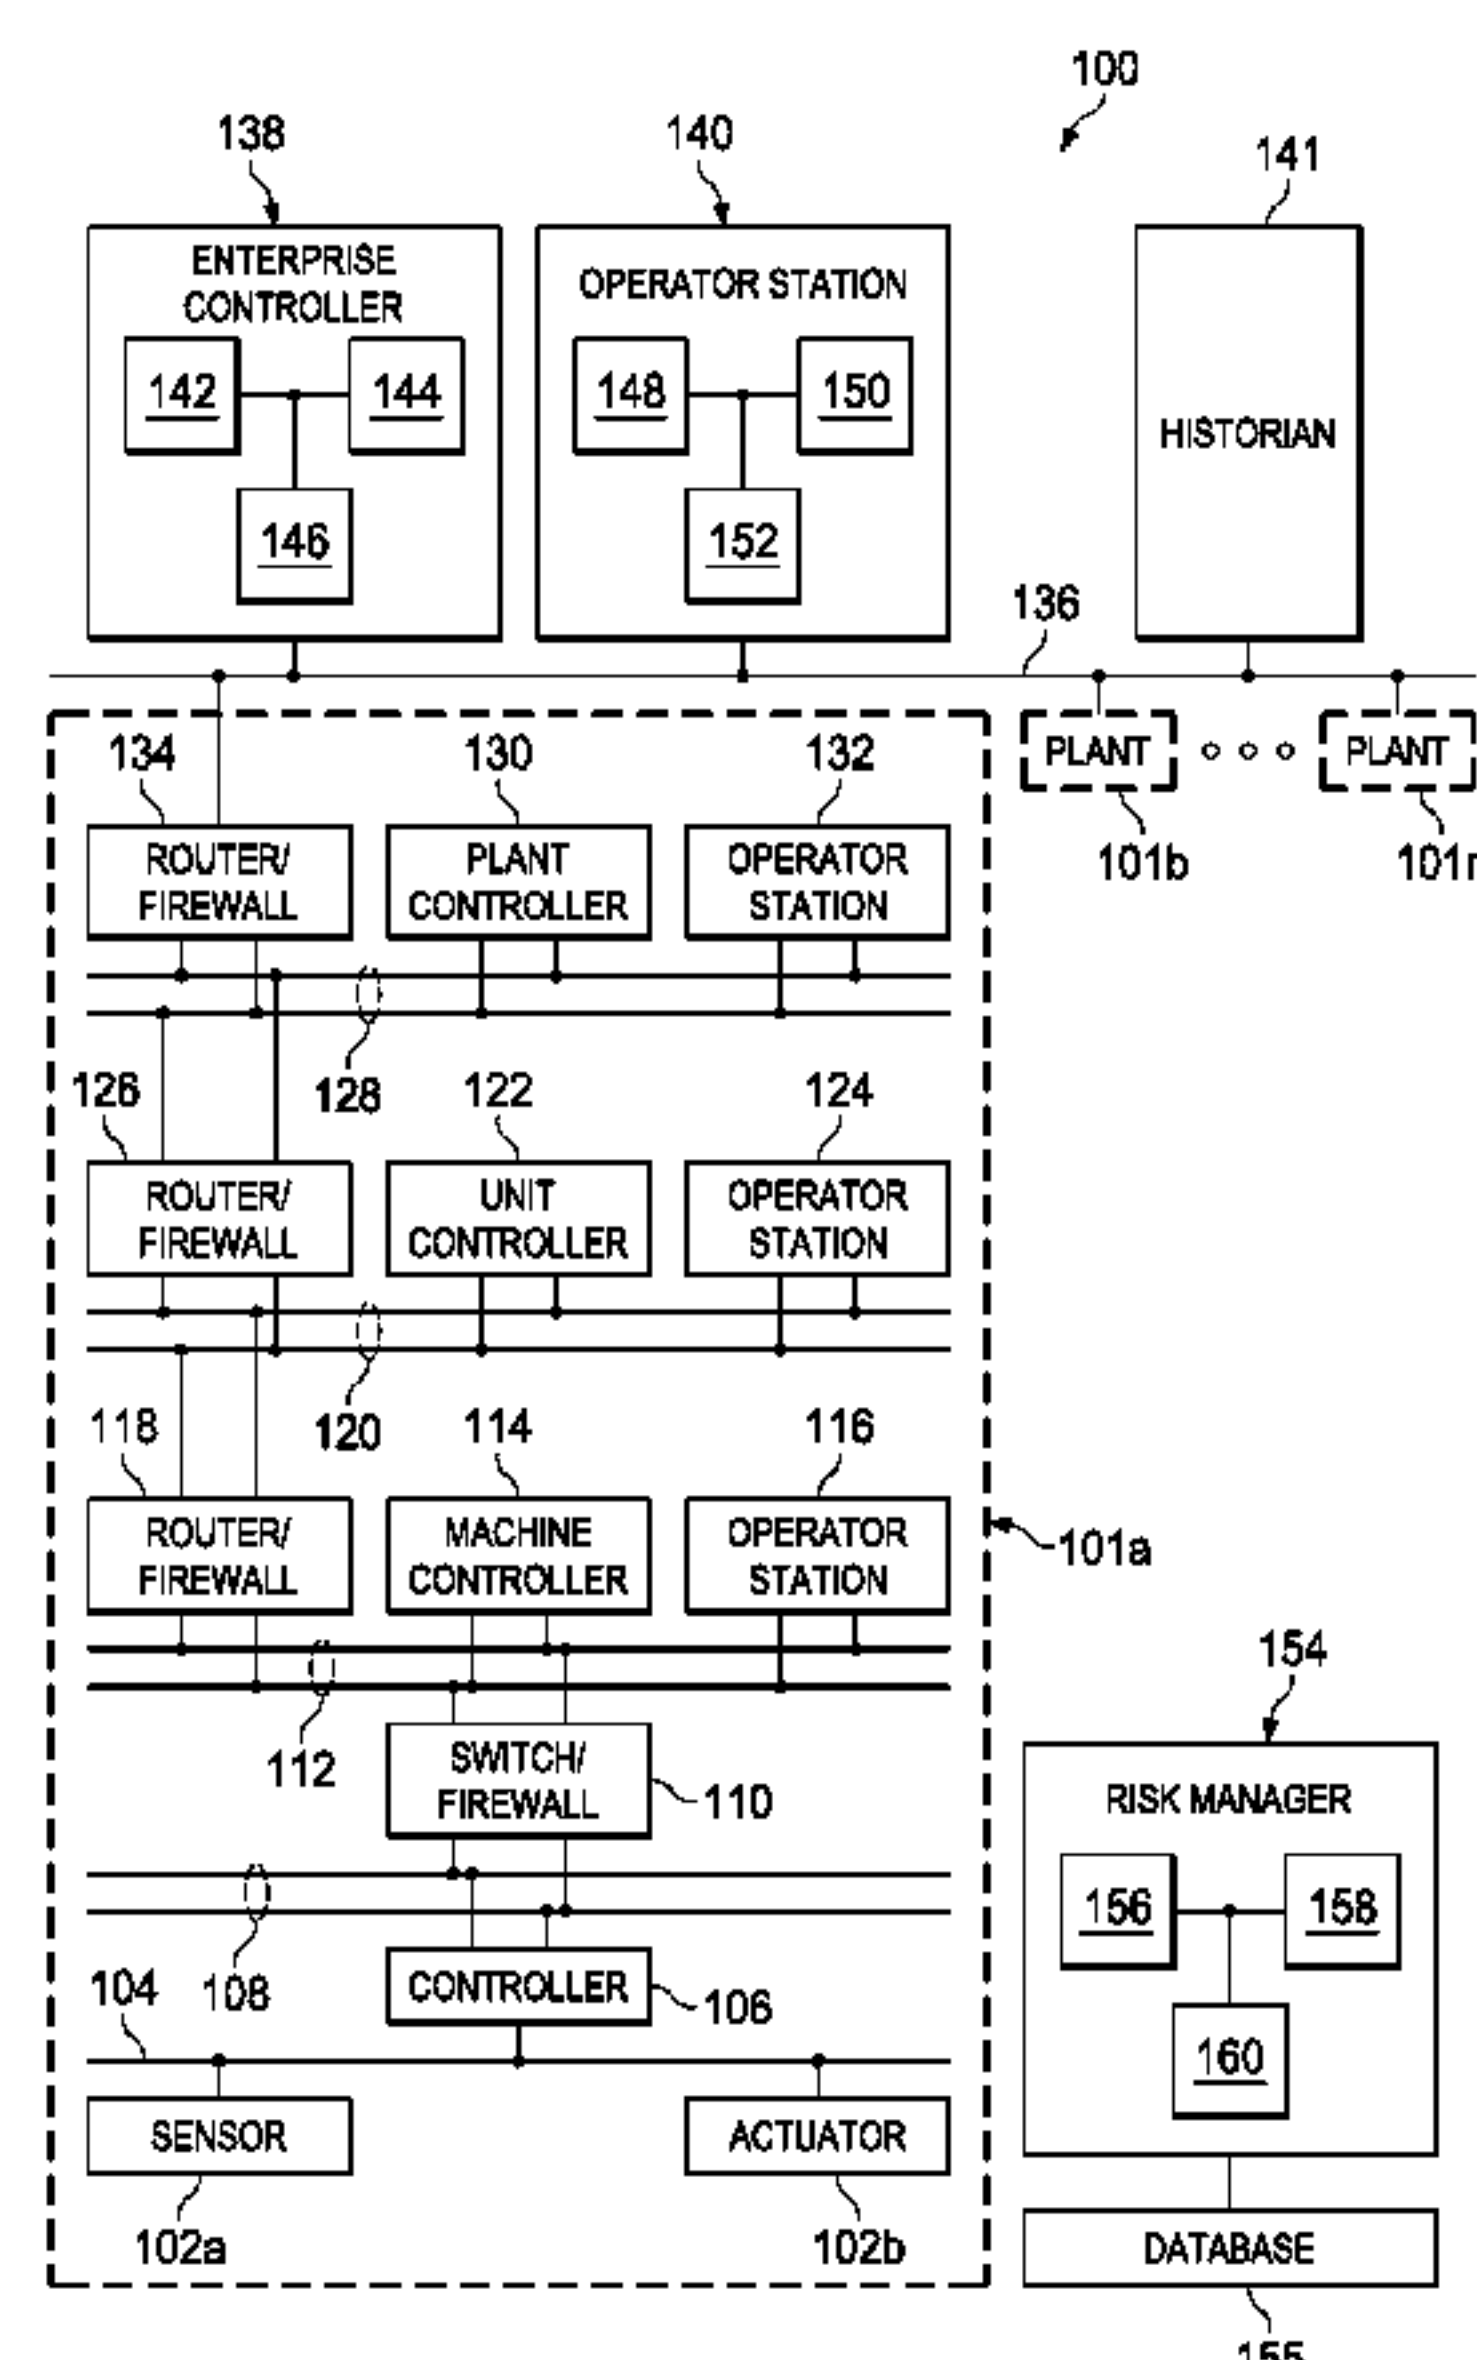 100
138
140
141
ENTERPRISE
CONTROLLER
OPERATOR STATION
142
144
148
150
HISTORIAN
146
152
136
134
130
132
PLANT
PLANT
ROUTER/
FIREWALL
PLANT
CONTROLLER
OPERATOR
STATION
101b
128
126
122
124
ROUTER/
FIREWALL
UNIT
CONTROLLER
OPERATOR
STATION
120
118
114
116
ROUTER/
FIREWALL
MACHINE
CONTROLLER
OPERATOR
STATION
101a
112
154
SWITCH/
FIREWALL
110
RISK MANAGER
156
158
108
104
CONTROLLER
106
160
SENSOR
ACTUATOR
102a
102b
DATABASE